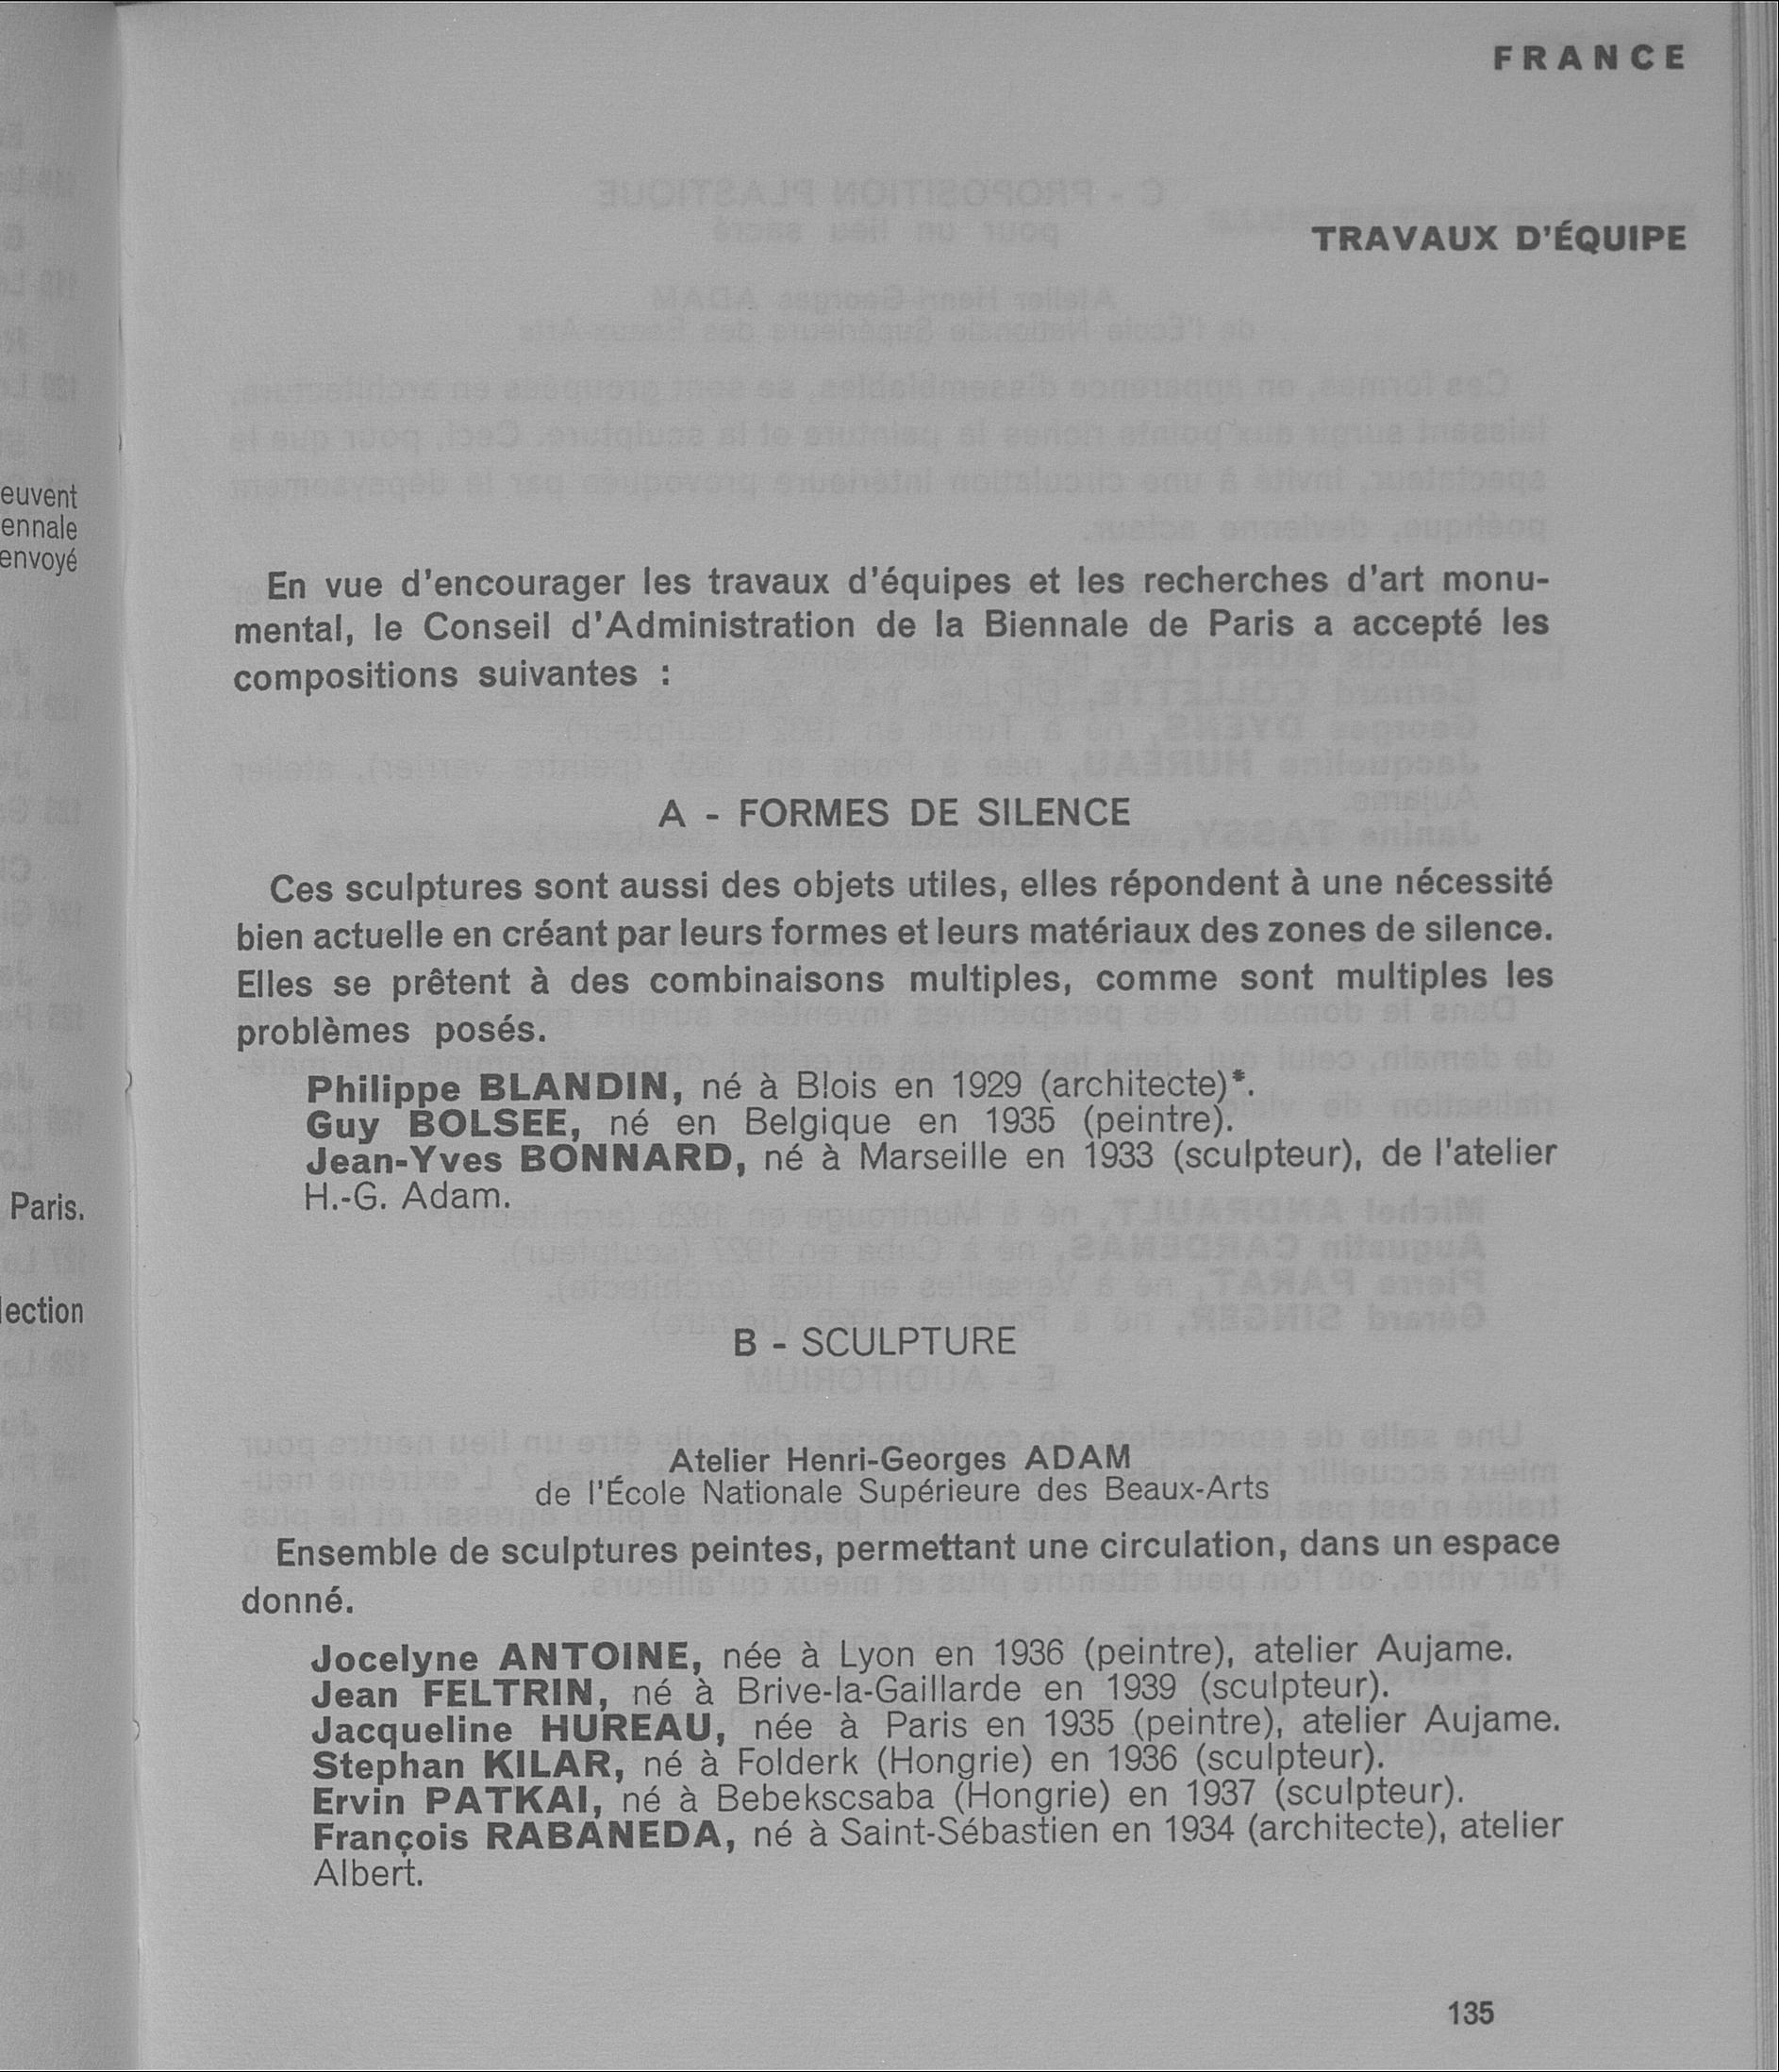 FRANCE
TRAVAUX D'ÉQUIPE
euvent
ennale
envoyé
Paris.
lection
En vue d'encourager les travaux d'équipes et les recherches d'art monu-
mental, le Conseil d'Administration de la Biennale de Paris a accepté les
compositions suivantes :
A - FORMES DE SILENCE
Ces sculptures sont aussi des objets utiles, elles répondent à une nécessité
bien actuelle en créant par leurs formes et leurs matériaux des zones de silence.
Elles se prêtent à des combinaisons multiples, comme sont multiples les
problèmes posés.
Philippe BLANDIN, né à Blois en 1929 (architecte)*.
Guy BOLSEE, né en Belgique en 1935 (peintre).
Jean-Yves BONNARD, né à Marseille en 1933 (sculpteur), de l'atelier
H.-G. Adam.
B - SCULPTURE
Atelier Henri-Georges ADAM
de l'École Nationale Supérieure des Beaux-Arts
Ensemble de sculptures peintes, permettant une circulation, dans un espace
donné.
Jocelyne ANTOINE, née à Lyon en 1936 (peintre), atelier Aujame.
Jean FELTRIN, né à Brive-la-Gaillarde en 1939 (sculpteur).
Jacqueline HUREAU, née à Paris en 1935 (peintre), atelier Aujame.
Stephan KILAR, né à Folderk (Hongrie) en 1936 (sculpteur).
Ervin PATKAI, né à Bebekscsaba (Hongrie) en 1937 (sculpteur).
François RABANEDA, né à Saint-Sébastien en 1934 (architecte), atelier
Albert.
135